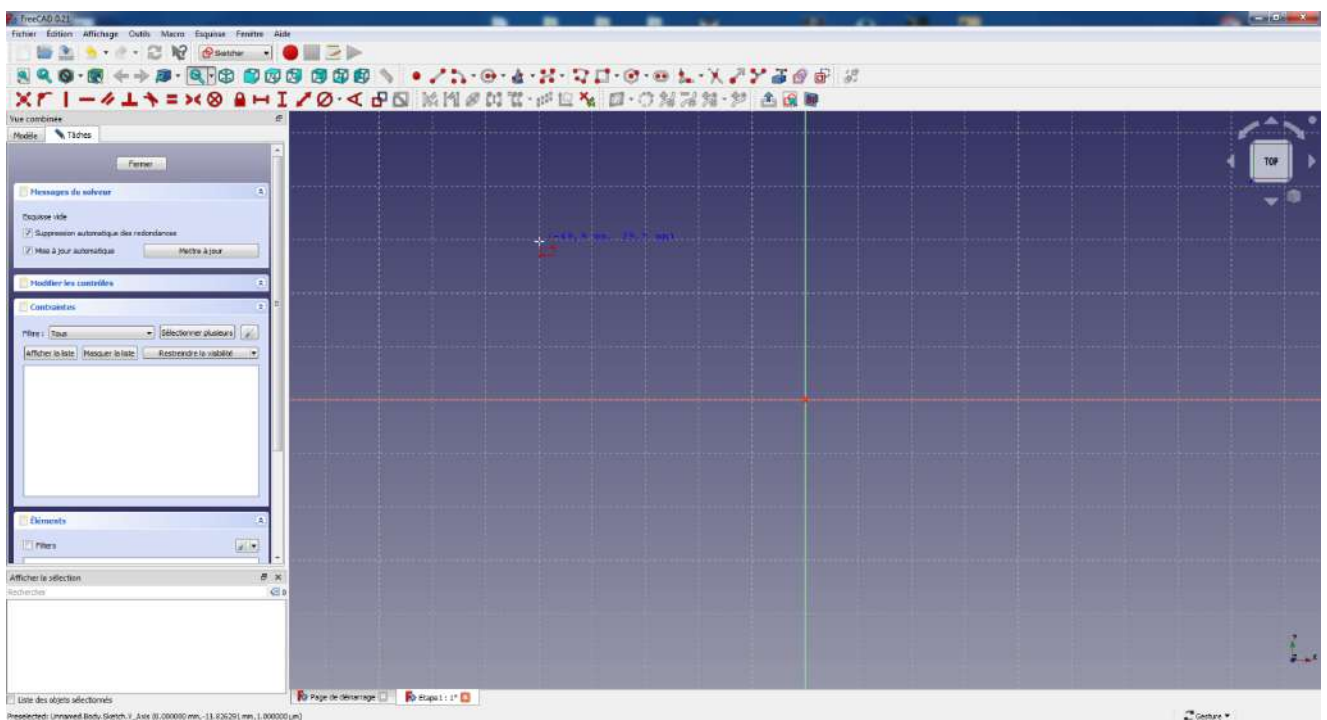 FreeCAD 0.21
Fichier Édition Affichage Outils Macro Esquisse Fenêtre Aide
Sketcher
Vue combinée
Modèle Tâches
TOP
Fermer
Messages du solveur
Esquisse vide
Suppression automatique des redondances
Mise à jour automatique Mettre à jour
Modifier les contrôles
Contraintes
Filtre : Tous Sélectionner plusieurs
Afficher la liste Masquer la liste Restreindre la visibilité
Éléments
Filters
Afficher la sélection
Rechercher
Page de démarrage Etape1 : 1*
Liste des objets sélectionnés
Preselected: Unnamed.Body.Sketch.V_Axis (0.000000 mm, -11.826291 mm, 1.000000 µm)
Gesture